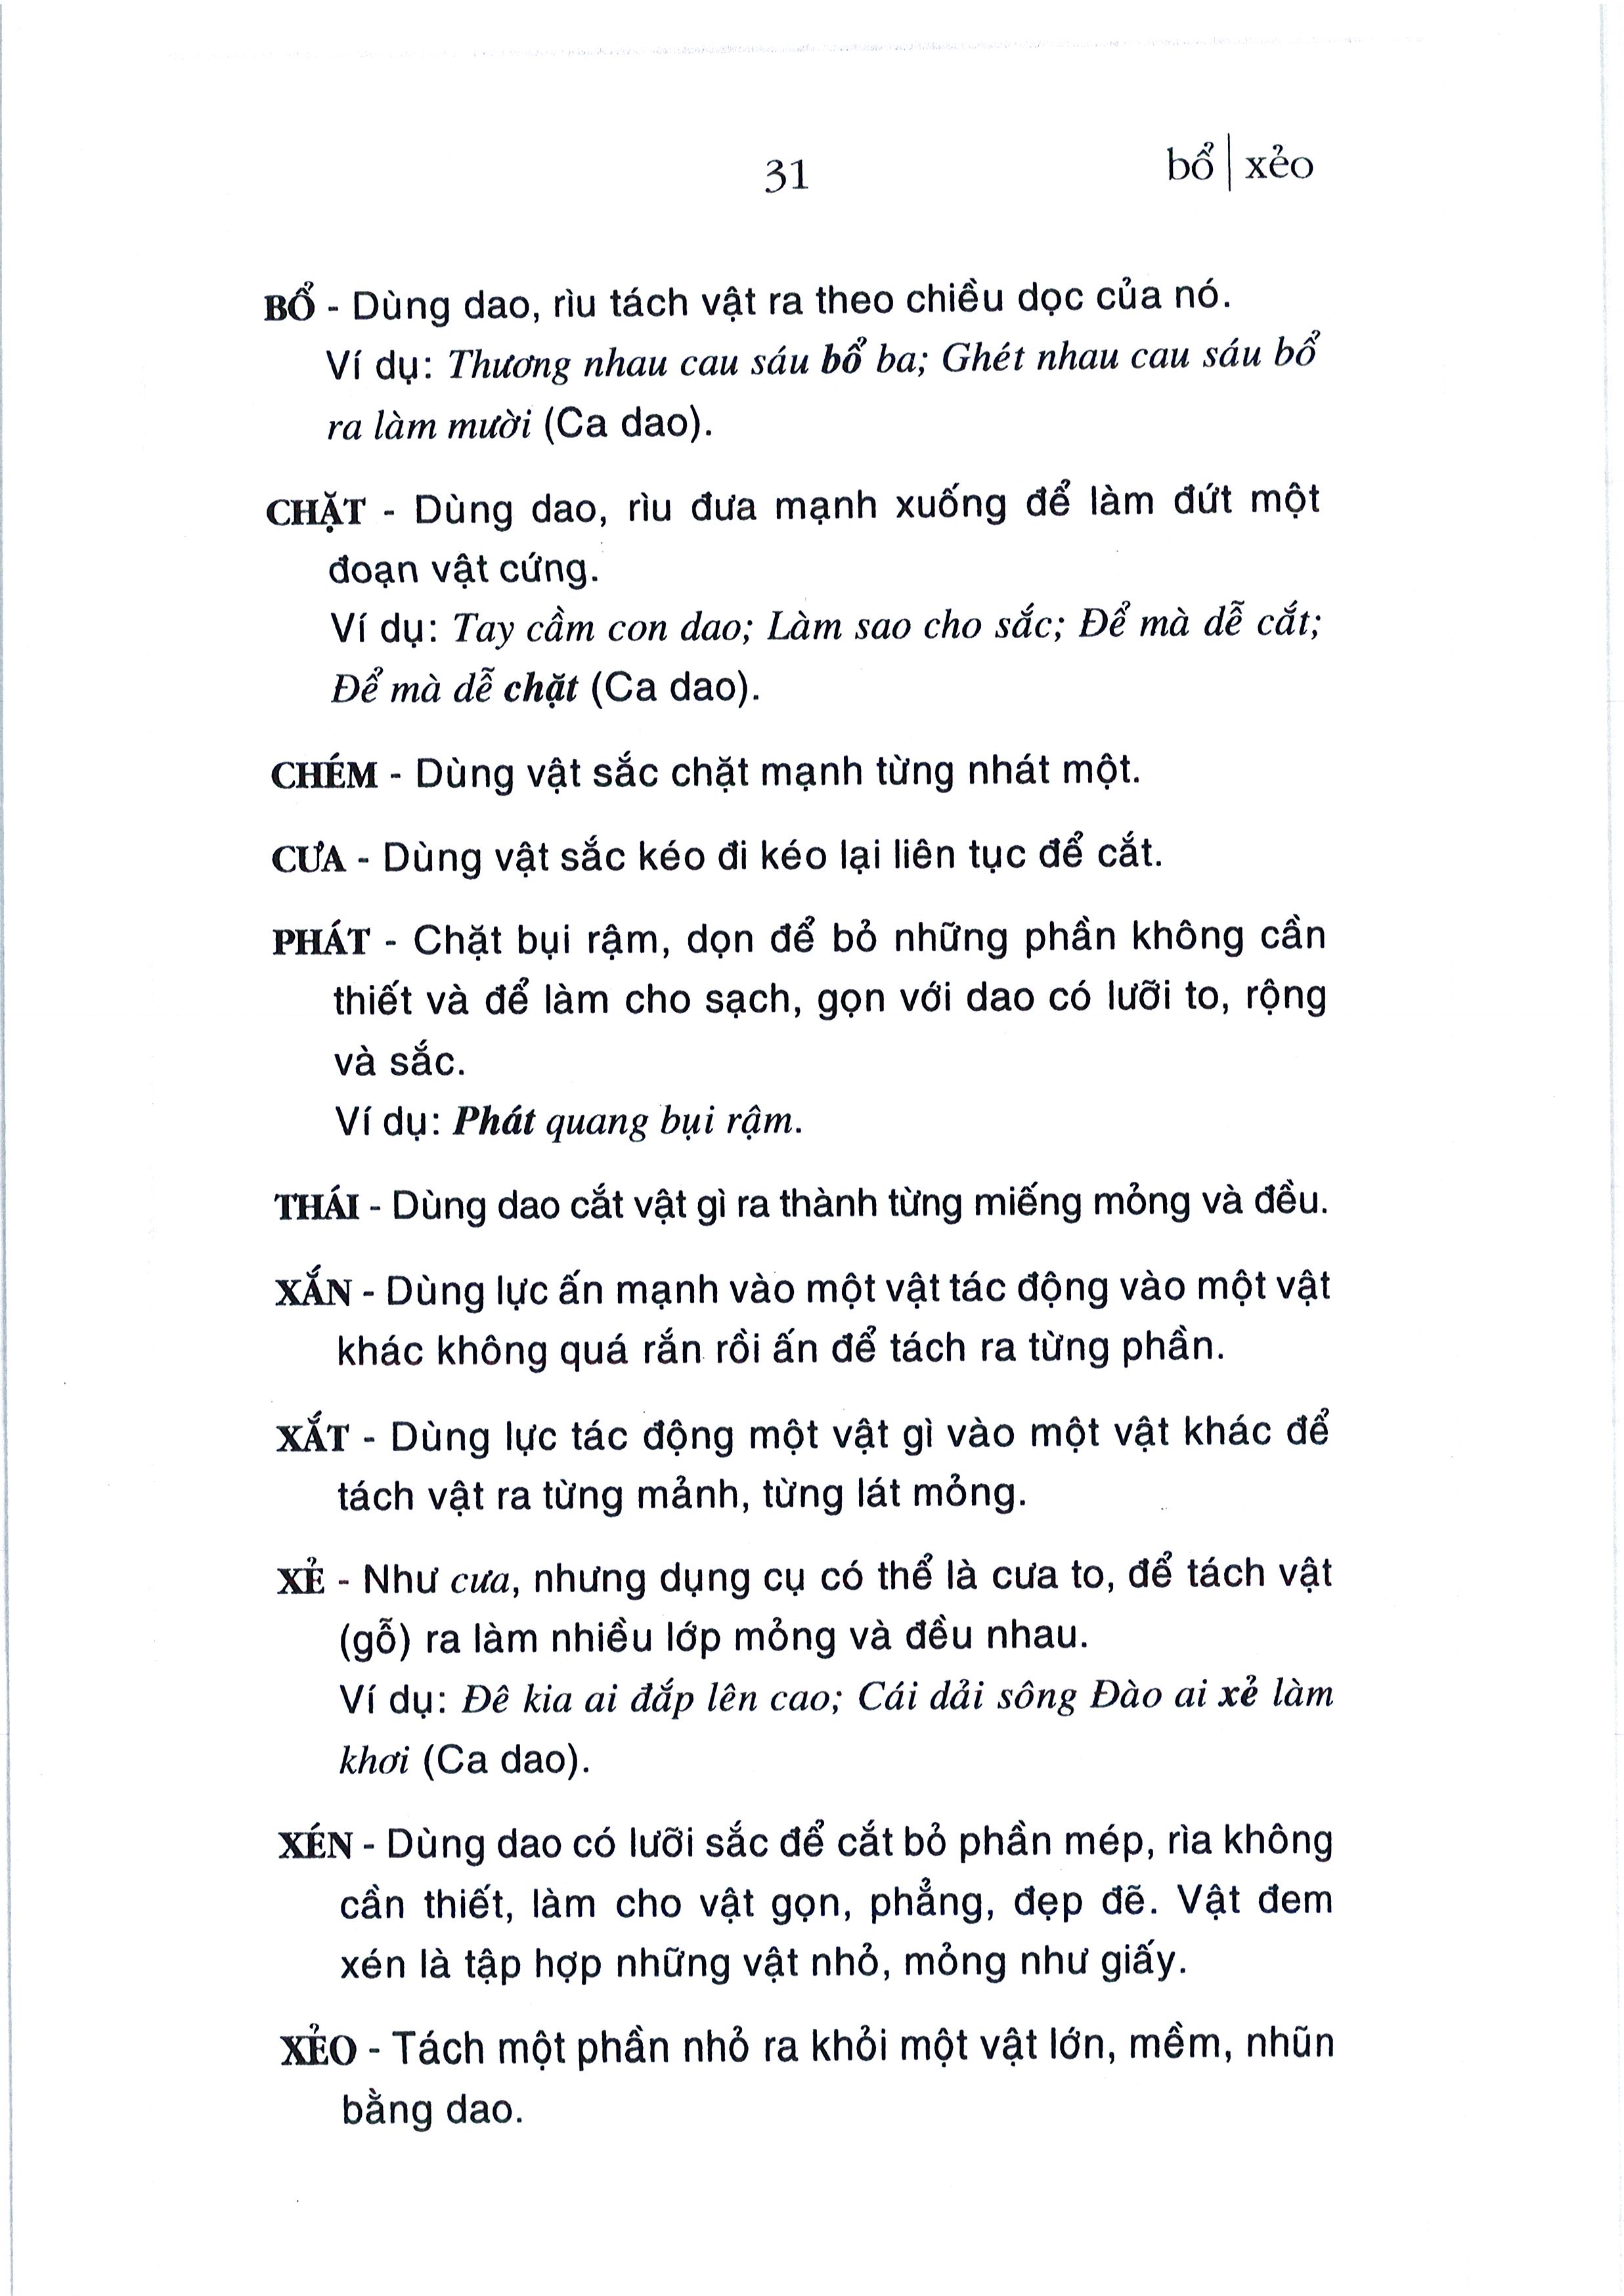 31
bổ | xẻo
BỔ - Dùng dao, rìu tách vật ra theo chiều dọc của nó.
Ví dụ: Thương nhau cau sáu bổ ba; Ghét nhau cau sáu bổ
ra làm mười (Ca dao).
CHẶT - Dùng dao, rìu đưa mạnh xuống để làm đứt một
đoạn vật cứng.
Ví dụ: Tay cầm con dao; Làm sao cho sắc; Để mà dễ cắt;
Để mà dễ chặt (Ca dao).
CHÉM - Dùng vật sắc chặt mạnh từng nhát một.
CƯA - Dùng vật sắc kéo đi kéo lại liên tục để cắt.
PHÁT - Chặt bụi rậm, dọn để bỏ những phần không cần
thiết và để làm cho sạch, gọn với dao có lưỡi to, rộng
và sắc.
Ví dụ: Phát quang bụi rậm.
THÁI - Dùng dao cắt vật gì ra thành từng miếng mỏng và đều.
XẮN - Dùng lực ấn mạnh vào một vật tác động vào một vật
khác không quá rắn rồi ấn để tách ra từng phần.
XẮT - Dùng lực tác động một vật gì vào một vật khác để
tách vật ra từng mảnh, từng lát mỏng.
XẺ - Như cưa, nhưng dụng cụ có thể là cưa to, để tách vật
(gỗ) ra làm nhiều lớp mỏng và đều nhau.
Ví dụ: Đê kia ai đắp lên cao; Cái dải sông Đào ai xẻ làm
khơi (Ca dao).
XÉN - Dùng dao có lưỡi sắc để cắt bỏ phần mép, rìa không
cần thiết, làm cho vật gọn, phẳng, đẹp đẽ. Vật đem
xén là tập hợp những vật nhỏ, mỏng như giấy.
XẺO - Tách một phần nhỏ ra khỏi một vật lớn, mềm, nhũn
bằng dao.